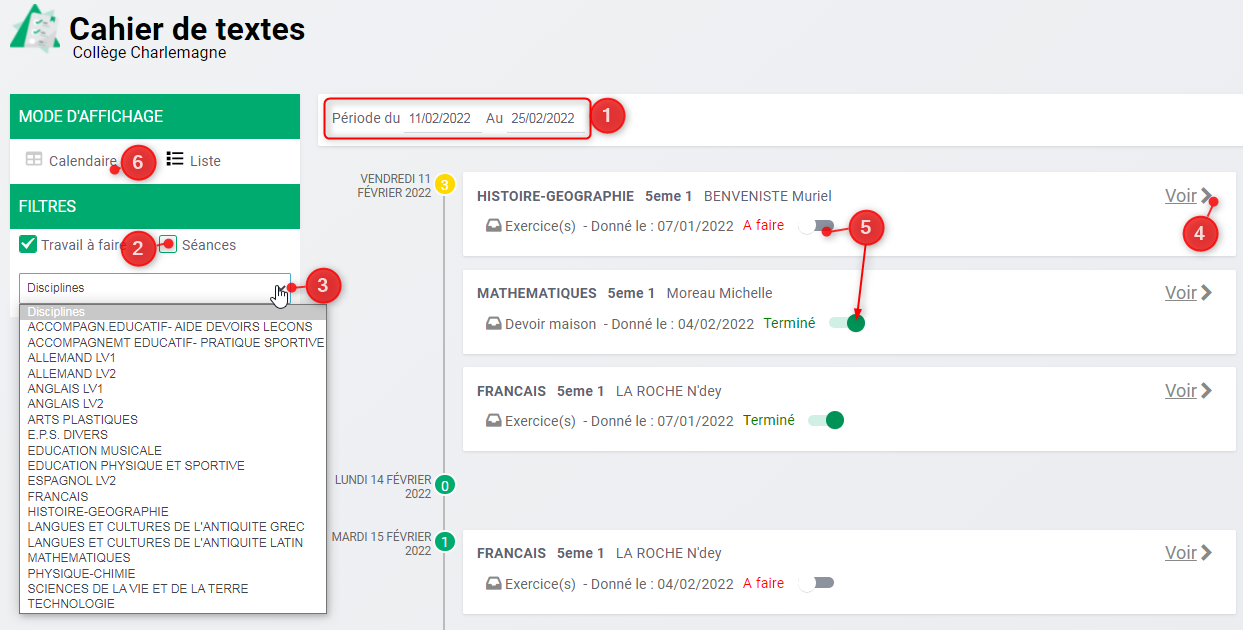 Cahier de textes
Collège Charlemagne
MODE D'AFFICHAGE
Calendaire 6 Liste
FILTRES
Travail à faire 2 Séances
Disciplines 3
Disciplines
ACCOMPAGN.EDUCATIF- AIDE DEVOIRS LECONS
ACCOMPAGNEMT EDUCATIF- PRATIQUE SPORTIVE
ALLEMAND LV1
ALLEMAND LV2
ANGLAIS LV1
ANGLAIS LV2
ARTS PLASTIQUES
E.P.S. DIVERS
EDUCATION MUSICALE
EDUCATION PHYSIQUE ET SPORTIVE
ESPAGNOL LV2
FRANCAIS
HISTOIRE-GEOGRAPHIE
LANGUES ET CULTURES DE L'ANTIQUITE GREC
LANGUES ET CULTURES DE L'ANTIQUITE LATIN
MATHEMATIQUES
PHYSIQUE-CHIMIE
SCIENCES DE LA VIE ET DE LA TERRE
TECHNOLOGIE
Période du 11/02/2022 Au 25/02/2022 1
VENDREDI 11
FÉVRIER 2022
3
HISTOIRE-GEOGRAPHIE 5eme 1 BENVENISTE Muriel Voir
Exercice(s) - Donné le : 07/01/2022 A faire 5 4
MATHEMATIQUES 5eme 1 Moreau Michelle Voir
Devoir maison - Donné le : 04/02/2022 Terminé
FRANCAIS 5eme 1 LA ROCHE N'dey Voir
Exercice(s) - Donné le : 07/01/2022 Terminé
LUNDI 14 FÉVRIER
2022
0
MARDI 15 FÉVRIER
2022
1
FRANCAIS 5eme 1 LA ROCHE N'dey Voir
Exercice(s) - Donné le : 04/02/2022 A faire